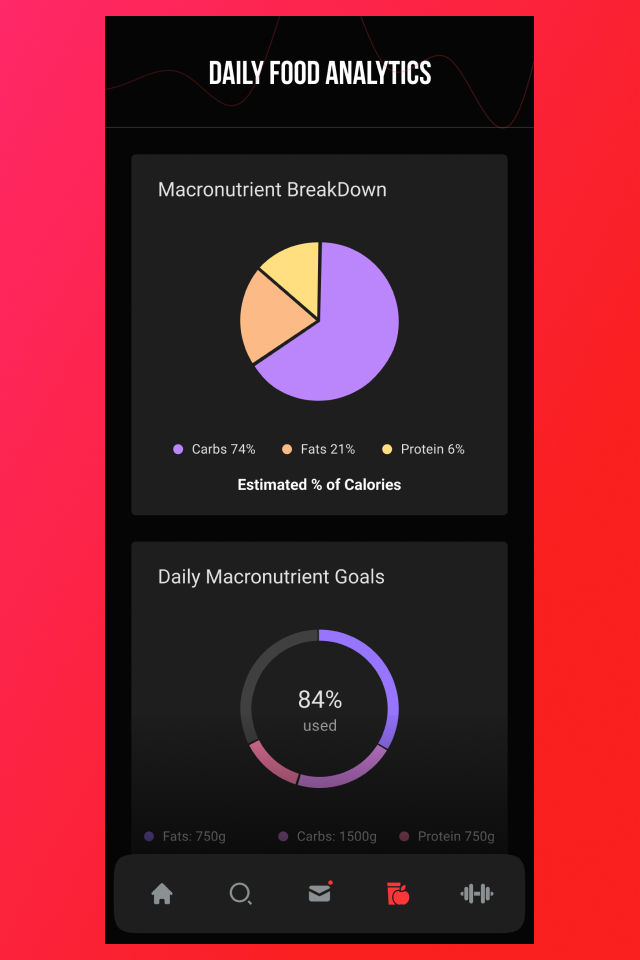 DAILY FOOD ANALYTICS
Macronutrient BreakDown
Carbs 74% Fats 21% Protein 6%
Estimated % of Calories
Daily Macronutrient Goals
84%
used
Fats: 750g Carbs: 1500g Protein 750g